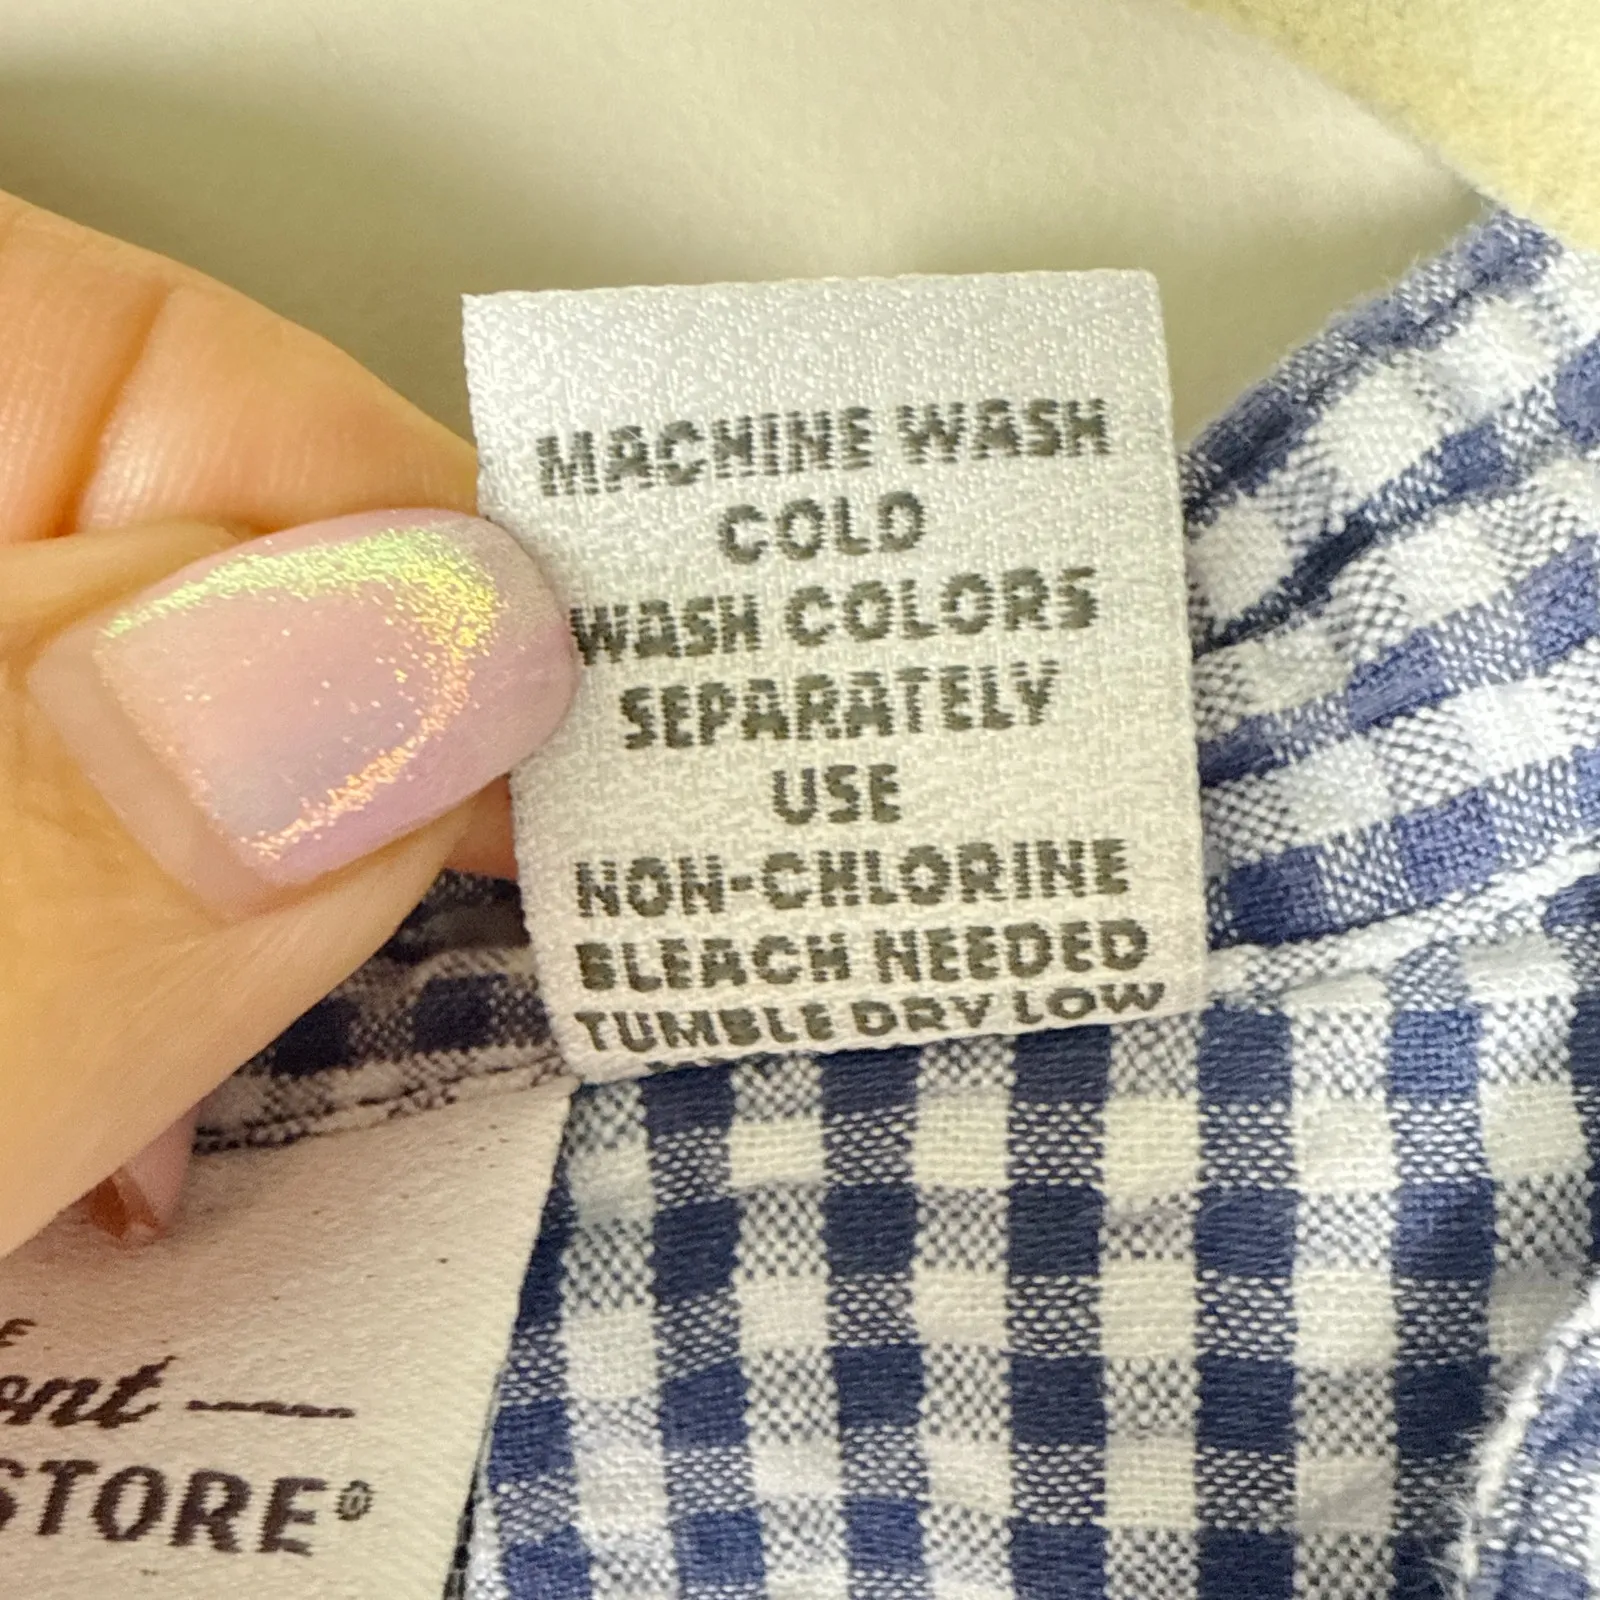 MACHINE WASH
COLD
WASH COLORS
SEPARATELY
USE
NON-CHLORINE
BLEACH NEEDED
TUMBLE DRY LOW
STORE®